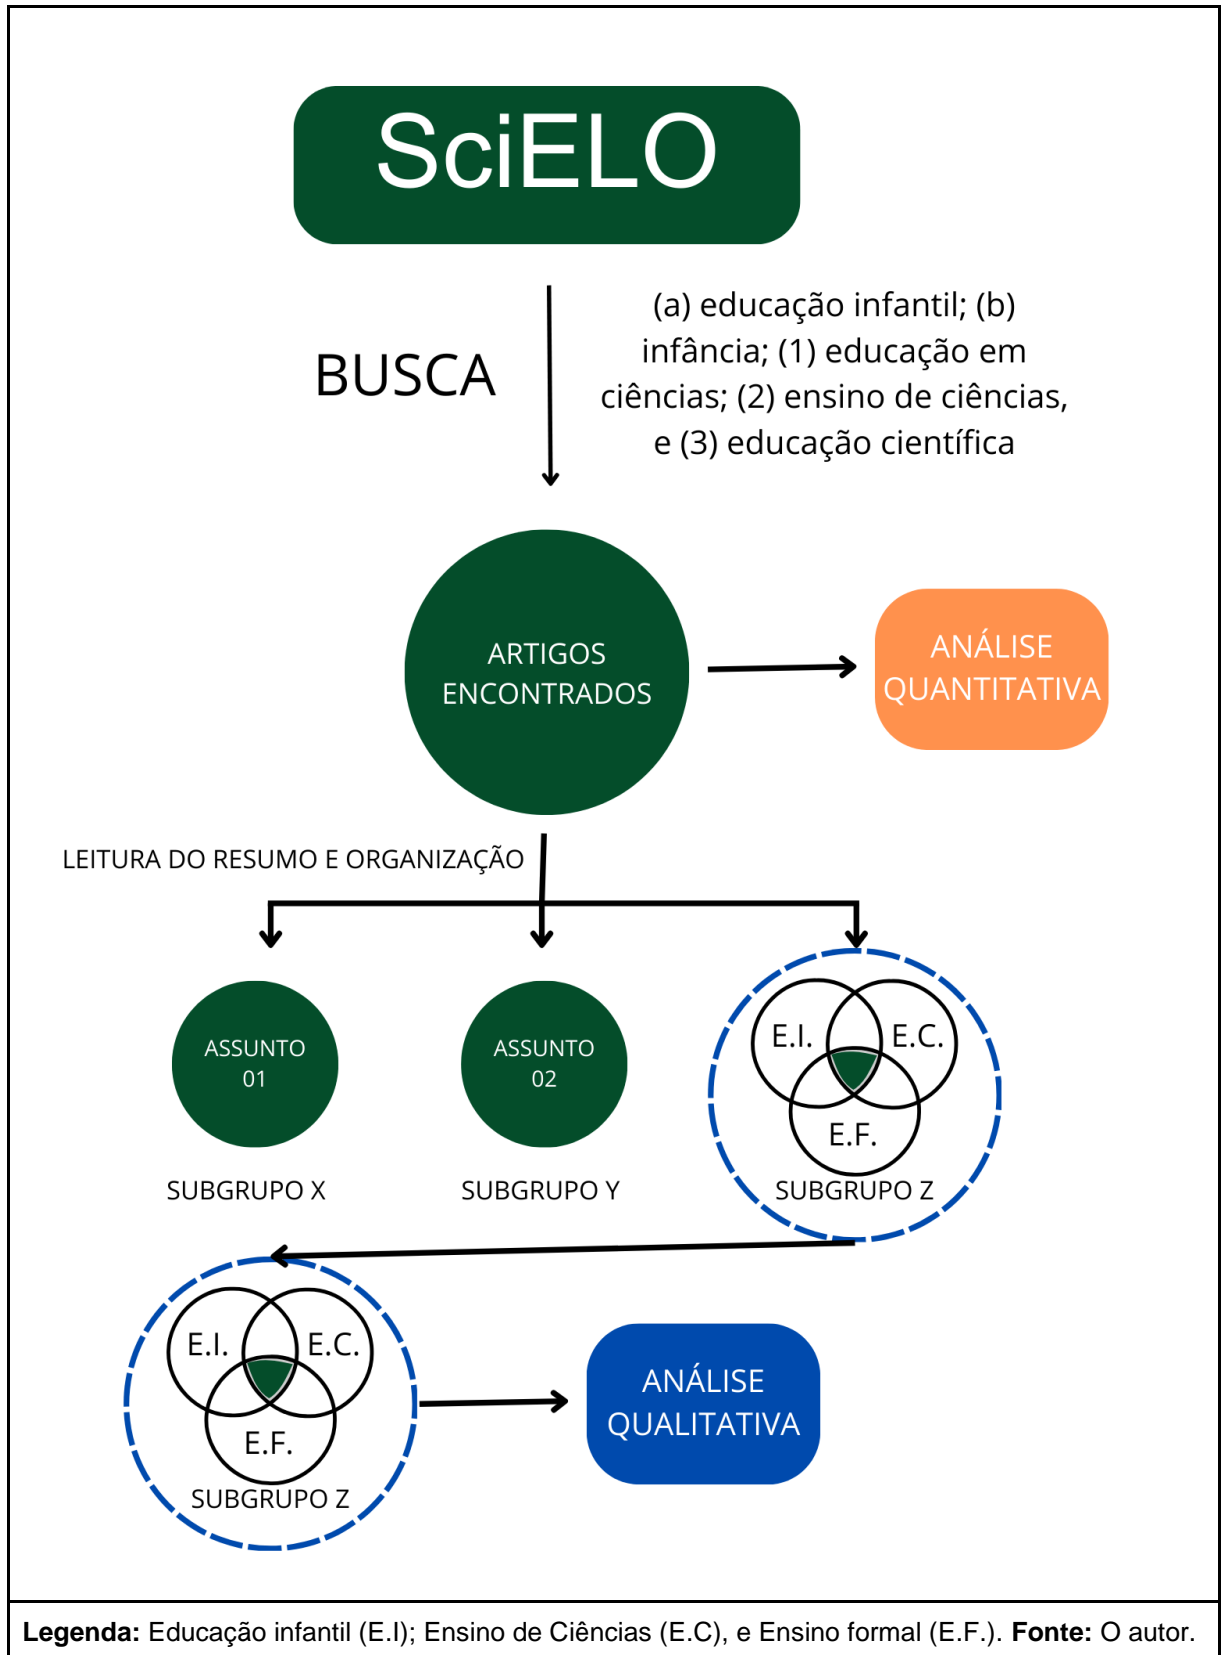 SciELO
BUSCA
(a) educação infantil; (b)
infância; (1) educação em
ciências; (2) ensino de ciências,
e (3) educação científica
ARTIGOS
ENCONTRADOS
ANÁLISE
QUANTITATIVA
LEITURA DO RESUMO E ORGANIZAÇÃO
ASSUNTO
01
SUBGRUPO X
ASSUNTO
02
SUBGRUPO Y
E.I.
E.C.
E.F.
SUBGRUPO Z
E.I.
E.C.
E.F.
SUBGRUPO Z
ANÁLISE
QUALITATIVA
Legenda: Educação infantil (E.I); Ensino de Ciências (E.C), e Ensino formal (E.F.). Fonte: O autor.